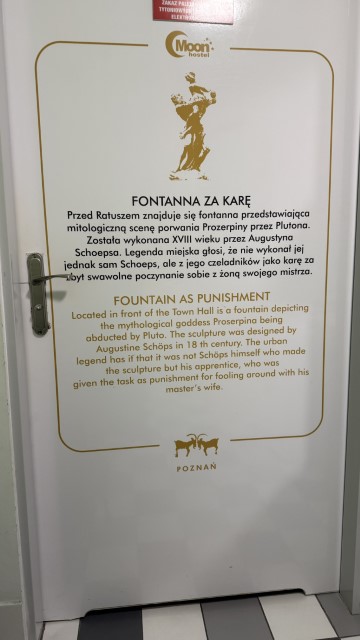 ZAKAZ PALENIA
Moon
hostel
FONTANNA ZA KARĘ
Przed Ratuszem znajduje się fontanna przedstawiająca
mitologiczną scenę porwania Prozerpiny przez Plutona.
Została wykonana XVIII wieku przez Augustyna
Schoepsa. Legenda miejska głosi, że nie wykonał jej
jednak sam Schoeps, ale z jego czeladników jako karę za
zbyt swawolne poczynanie sobie z żoną swojego mistrza.
FOUNTAIN AS PUNISHMENT
Located in front of the Town Hall is a fountain depicting
the mythological goddess Proserpina being
abducted by Pluto. The sculpture was designed by
Augustine Schöps in 18 th century. The urban
legend has if that it was not Schöps himself who made
the sculpture but his apprentice, who was
given the task as punishment for fooling around with his
master's wife.
POZNAŃ